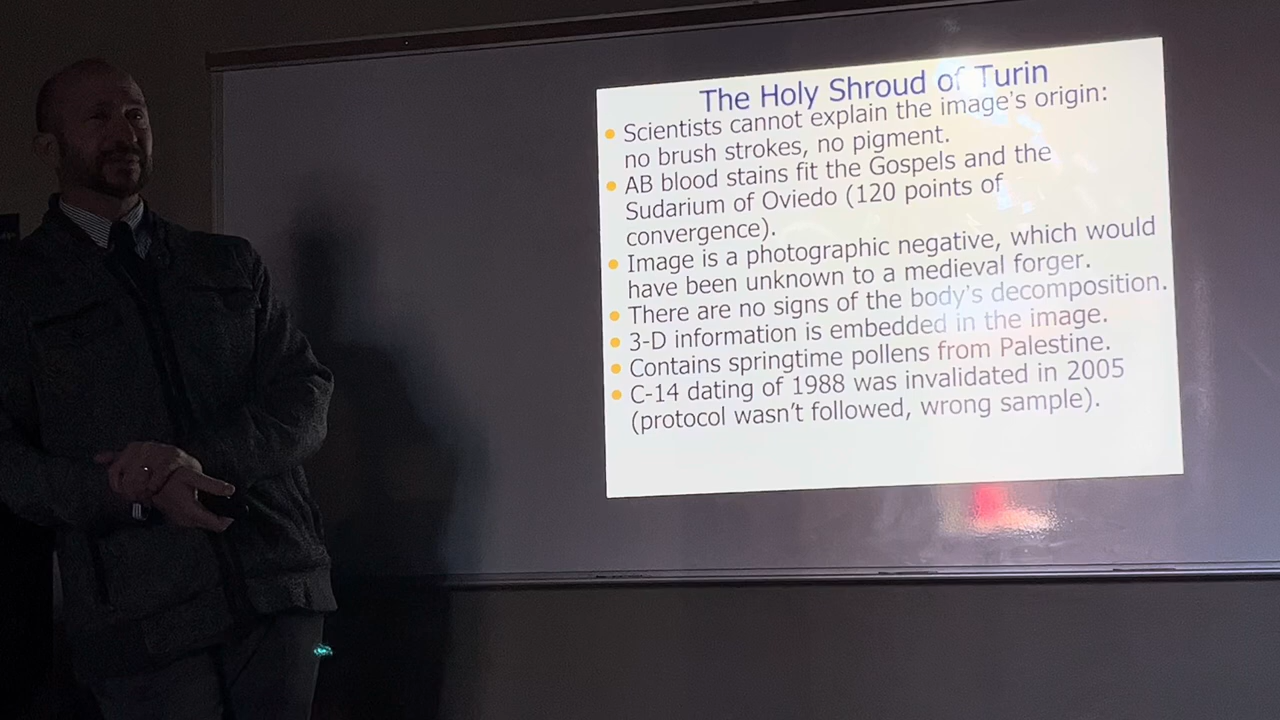 The Holy Shroud of Turin
• Scientists cannot explain the image's origin:
no brush strokes, no pigment.
• AB blood stains fit the Gospels and the
Sudarium of Oviedo (120 points of
convergence).
• Image is a photographic negative, which would
have been unknown to a medieval forger.
• There are no signs of the body's decomposition.
• 3-D information is embedded in the image.
• Contains springtime pollens from Palestine.
• C-14 dating of 1988 was invalidated in 2005
(protocol wasn't followed, wrong sample).